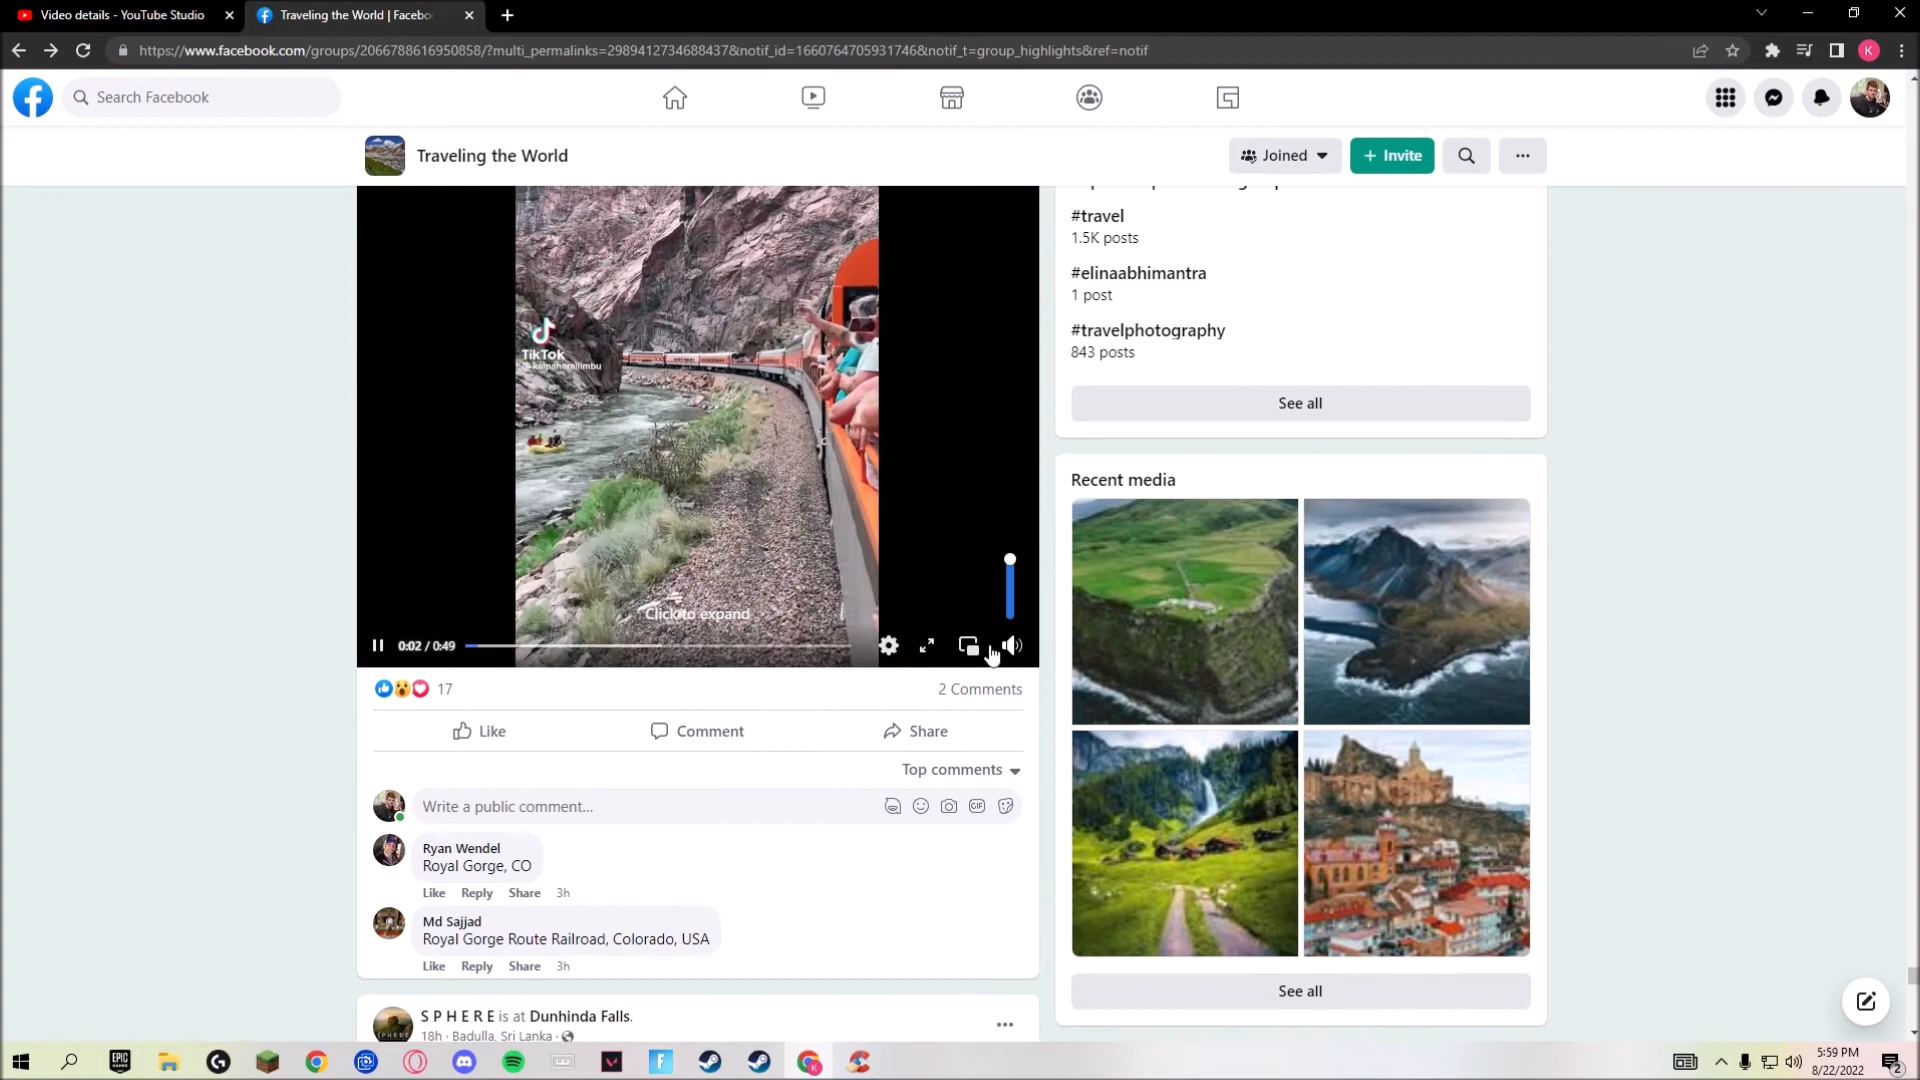 Video details - YouTube Studio
Traveling the World | Facebo
https://www.facebook.com/groups/2066788616950858/?multi_permalinks=2989412734688437&notif_id=1660764705931746&notif_t=group_highlights&ref=notif
K
Search Facebook
Traveling the World
Joined
+ Invite
#travel
1.5K posts
#elinaabhimantra
1 post
#travelphotography
843 posts
See all
TikTok
Click to expand
0:02 / 0:49
17
2 Comments
Like
Comment
Share
Top comments
Write a public comment...
GIF
Ryan Wendel
Royal Gorge, CO
Like Reply Share 3h
Md Sajjad
Royal Gorge Route Railroad, Colorado, USA
Like Reply Share 3h
S P H E R E is at Dunhinda Falls.
18h · Badulla, Sri Lanka ·
Recent media
See all
EPIC GAMES
5:59 PM
8/22/2022
2